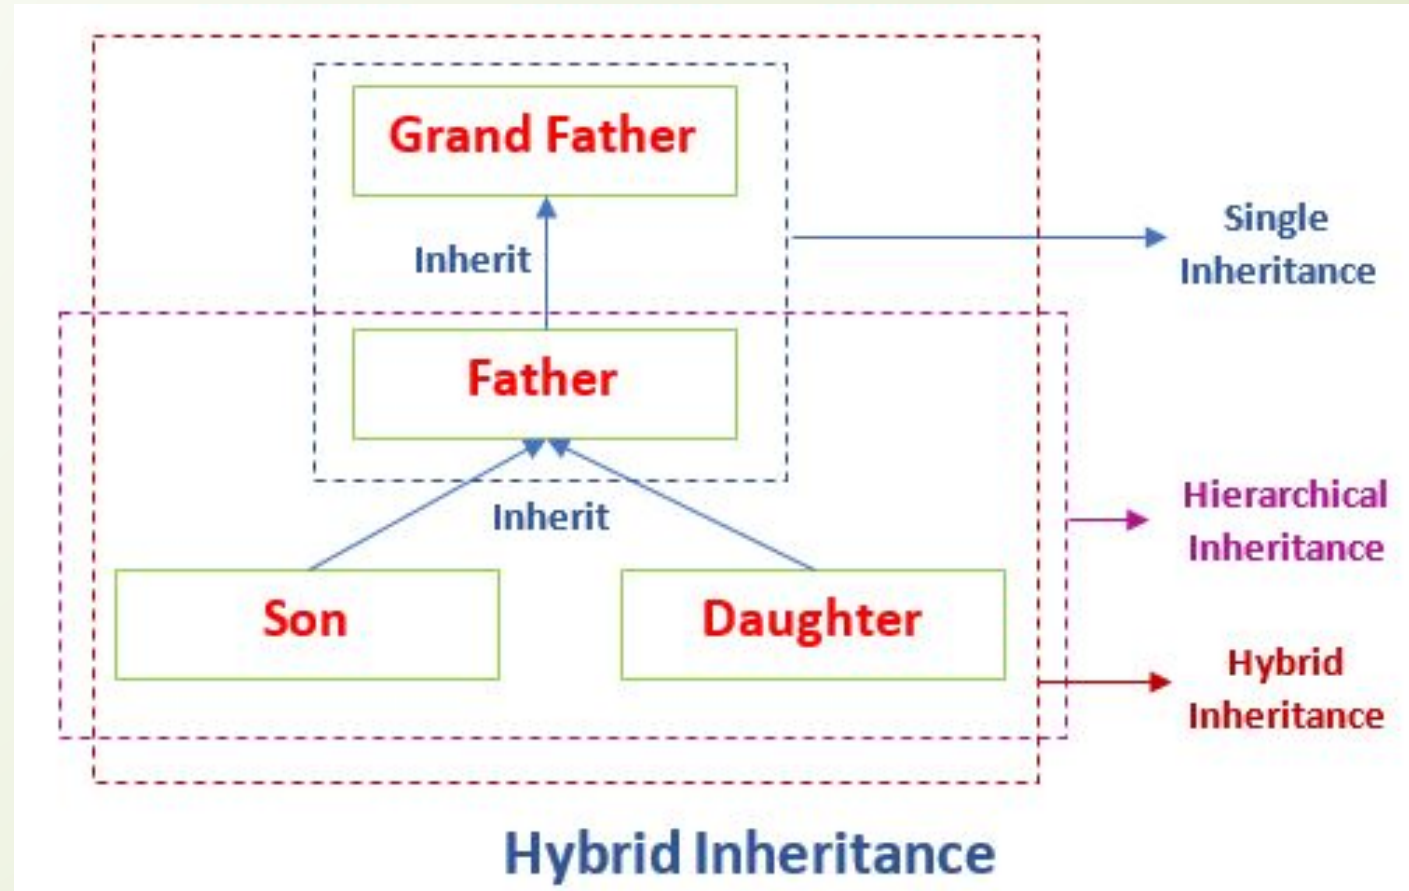 Grand Father
Inherit
Single
Inheritance
Father
Inherit
Hierarchical
Inheritance
Son
Daughter
Hybrid
Inheritance
Hybrid Inheritance